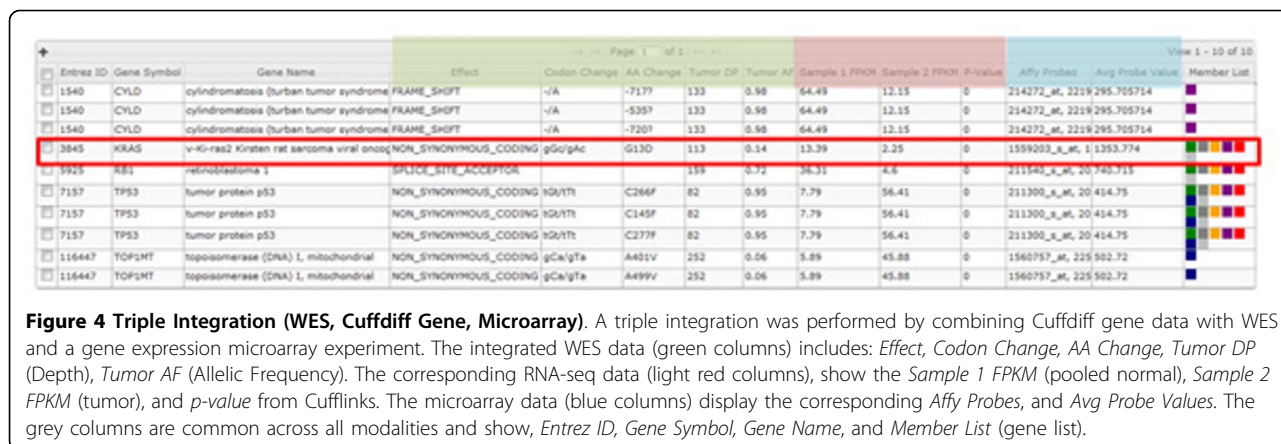 + Page 1 of 1 View 1 - 10 of 10
Entrez ID Gene Symbol Gene Name Effect Codon Change AA Change Tumor DP Tumor AF Sample 1 FPKM Sample 2 FPKM P-Value Affy Probes Avg Probe Value Member List
1540 CYLD cylindromatosis (turban tumor syndrome FRAME_SHIFT -/A -717? 133 0.98 64.49 12.15 0 214272_at, 2219 295.705714
1540 CYLD cylindromatosis (turban tumor syndrome FRAME_SHIFT -/A -535? 133 0.98 64.49 12.15 0 214272_at, 2219 295.705714
1540 CYLD cylindromatosis (turban tumor syndrome FRAME_SHIFT -/A -720? 133 0.98 64.49 12.15 0 214272_at, 2219 295.705714
3845 KRAS v-Ki-ras2 Kirsten rat sarcoma viral oncog NON_SYNONYMOUS_CODING gGc/gAc G13D 113 0.14 13.39 2.25 0 1559203_s_at, 1 1353.774
5925 RB1 retinoblastoma 1 SPLICE_SITE_ACCEPTOR 159 0.72 36.31 4.6 0 211540_s_at, 20 740.715
7157 TP53 tumor protein p53 NON_SYNONYMOUS_CODING tGt/tTt C266F 82 0.95 7.79 56.41 0 211300_s_at, 20 414.75
7157 TP53 tumor protein p53 NON_SYNONYMOUS_CODING tGt/tTt C145F 82 0.95 7.79 56.41 0 211300_s_at, 20 414.75
7157 TP53 tumor protein p53 NON_SYNONYMOUS_CODING tGt/tTt C277F 82 0.95 7.79 56.41 0 211300_s_at, 20 414.75
116447 TOP1MT topoisomerase (DNA) I, mitochondrial NON_SYNONYMOUS_CODING gCa/gTa A401V 252 0.06 5.89 45.88 0 1560757_at, 225 502.72
116447 TOP1MT topoisomerase (DNA) I, mitochondrial NON_SYNONYMOUS_CODING gCa/gTa A499V 252 0.06 5.89 45.88 0 1560757_at, 225 502.72
Figure 4 Triple Integration (WES, Cuffdiff Gene, Microarray). A triple integration was performed by combining Cuffdiff gene data with WES
and a gene expression microarray experiment. The integrated WES data (green columns) includes: Effect, Codon Change, AA Change, Tumor DP
(Depth), Tumor AF (Allelic Frequency). The corresponding RNA-seq data (light red columns), show the Sample 1 FPKM (pooled normal), Sample 2
FPKM (tumor), and p-value from Cufflinks. The microarray data (blue columns) display the corresponding Affy Probes, and Avg Probe Values. The
grey columns are common across all modalities and show, Entrez ID, Gene Symbol, Gene Name, and Member List (gene list).